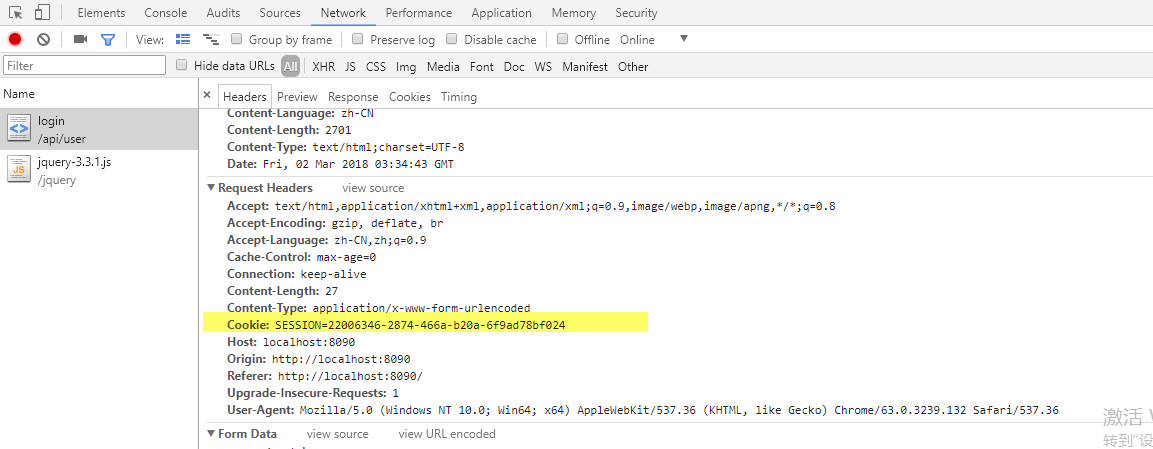 Elements Console Audits Sources Network Performance Application Memory Security
View: Group by frame Preserve log Disable cache Offline Online ▼
Filter Hide data URLs All XHR JS CSS Img Media Font Doc WS Manifest Other
Name
login
/api/user
jquery-3.3.1.js
/jquery
× Headers Preview Response Cookies Timing
Content-Language: zh-CN
Content-Length: 2701
Content-Type: text/html;charset=UTF-8
Date: Fri, 02 Mar 2018 03:34:43 GMT
▼ Request Headers view source
Accept: text/html,application/xhtml+xml,application/xml;q=0.9,image/webp,image/apng,*/*;q=0.8
Accept-Encoding: gzip, deflate, br
Accept-Language: zh-CN,zh;q=0.9
Cache-Control: max-age=0
Connection: keep-alive
Content-Length: 27
Content-Type: application/x-www-form-urlencoded
Cookie: SESSION=22006346-2874-466a-b20a-6f9ad78bf024
Host: localhost:8090
Origin: http://localhost:8090
Referer: http://localhost:8090/
Upgrade-Insecure-Requests: 1
User-Agent: Mozilla/5.0 (Windows NT 10.0; Win64; x64) AppleWebKit/537.36 (KHTML, like Gecko) Chrome/63.0.3239.132 Safari/537.36
▼ Form Data view source view URL encoded
激活
转到"设